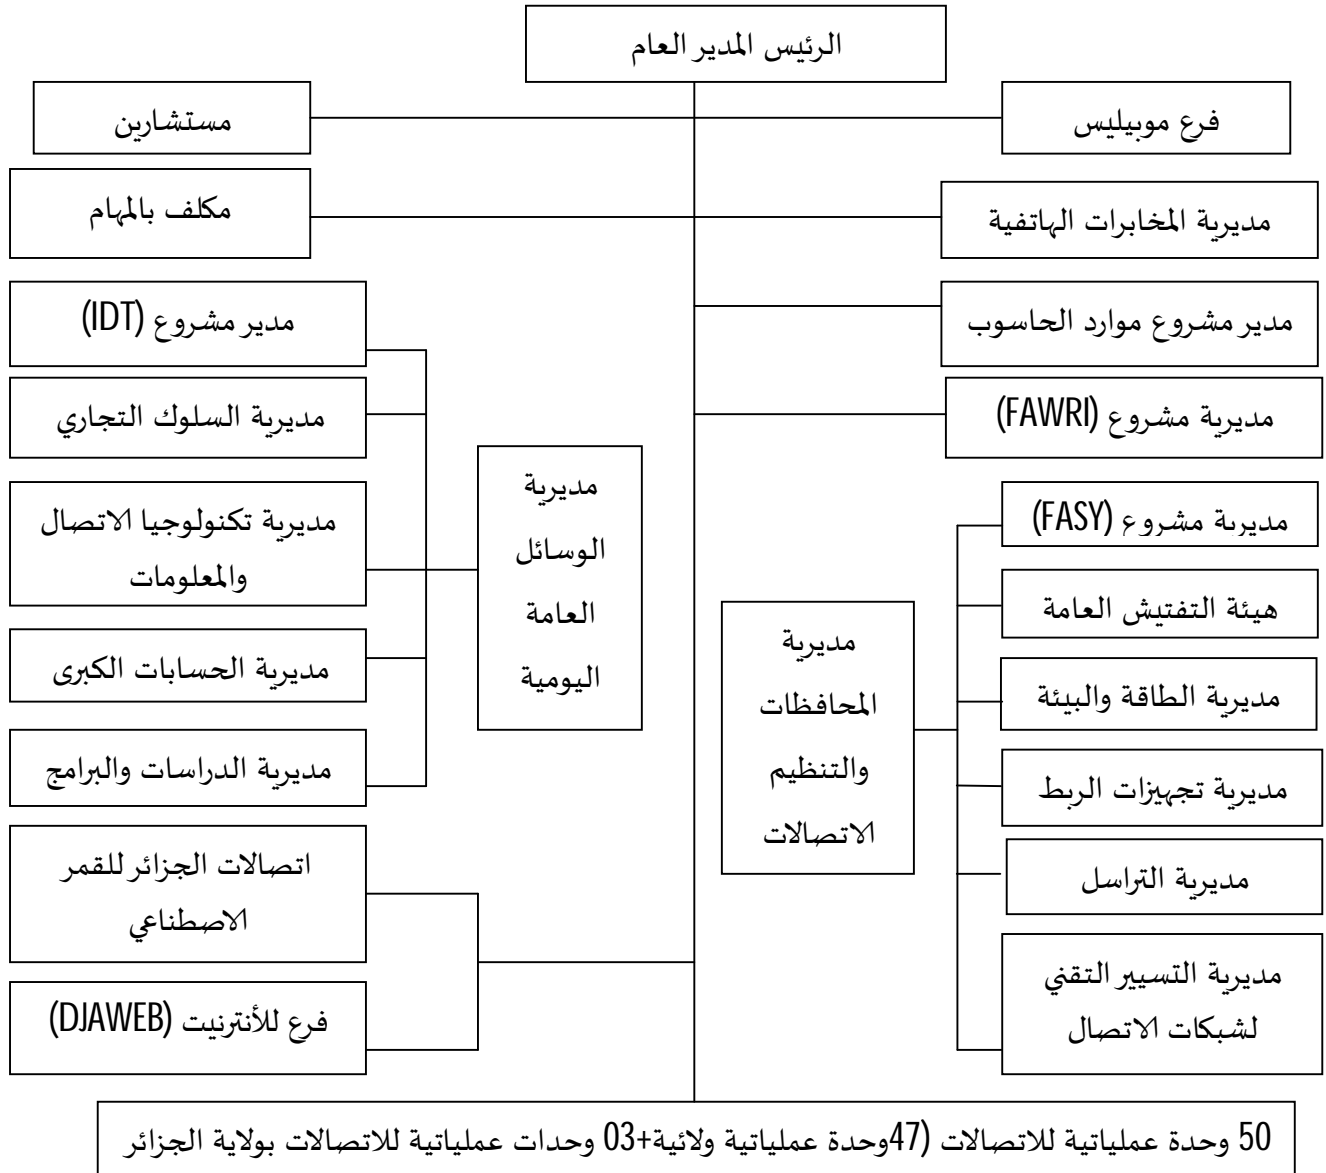 الرئيس المدير العام
فرع موبيليس
مستشارين
مديرية المخابرات الهاتفية
مكلف بالمهام
مدير مشروع موارد الحاسوب
مدير مشروع (IDT)
مديرية مشروع (FAWRI)
مديرية السلوك التجاري
مديرية مشروع (FASY)
هيئة التفتيش العامة
مديرية الطاقة والبيئة
مديرية تجهيزات الربط
مديرية التراسل
مديرية التسيير التقني
لشبكات الاتصال
مديرية
المحافظات
والتنظيم
الاتصالات
مديرية
الوسائل
العامة
اليومية
مديرية تكنولوجيا الاتصال
والمعلومات
مديرية الحسابات الكبرى
مديرية الدراسات والبرامج
اتصالات الجزائر للقمر
الاصطناعي
فرع للأنترنيت (DJAWEB)
50 وحدة عملياتية للاتصالات (47وحدة عملياتية ولائية+03 وحدات عملياتية للاتصالات بولاية الجزائر